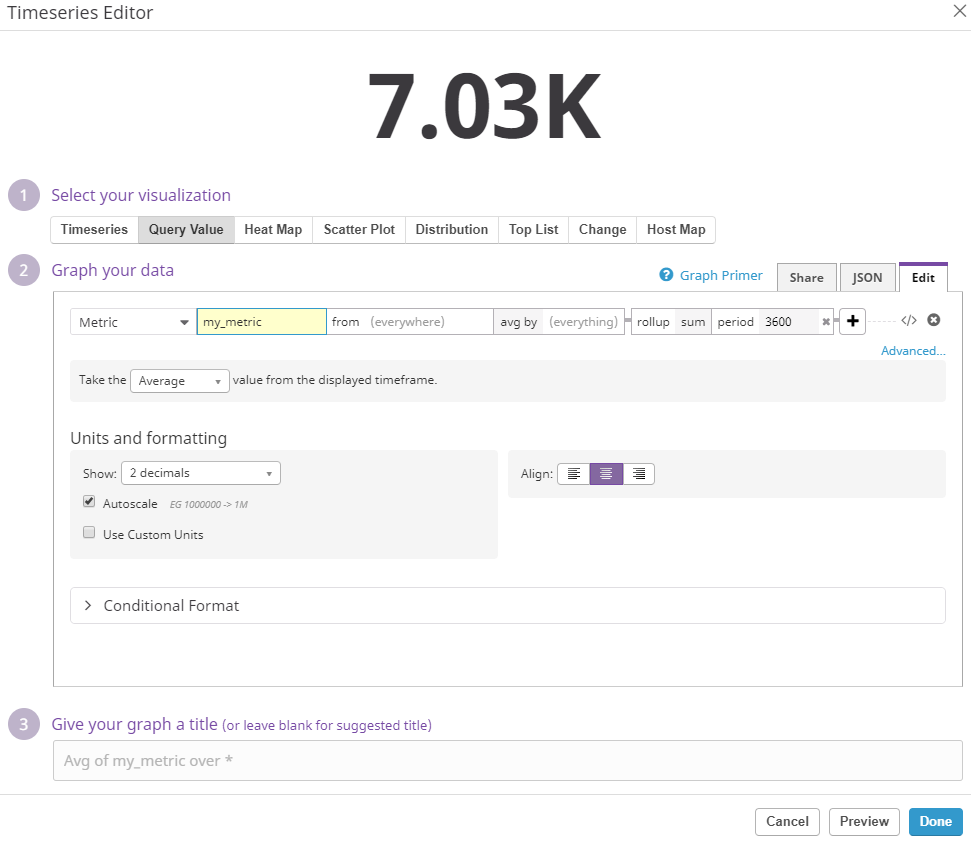 Timeseries Editor
7.03K
1 Select your visualization
Timeseries Query Value Heat Map Scatter Plot Distribution Top List Change Host Map
2 Graph your data
? Graph Primer Share JSON Edit
Metric my_metric from (everywhere) avg by (everything) rollup sum period 3600
Advanced...
Take the Average value from the displayed timeframe.
Units and formatting
Show: 2 decimals
Align:
Autoscale EG 1000000 -> 1M
Use Custom Units
Conditional Format
3 Give your graph a title (or leave blank for suggested title)
Avg of my_metric over *
Cancel Preview Done